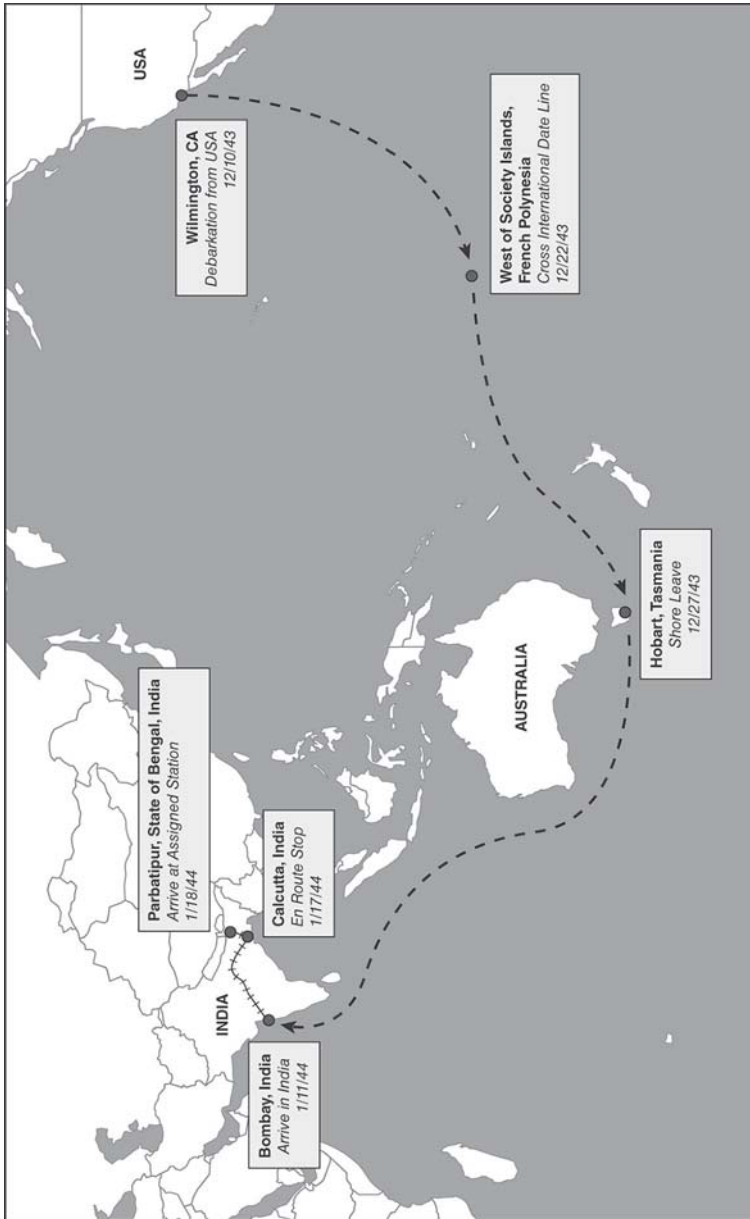 USA
Wilmington, CA
Debarkation from USA
12/10/43
West of Society Islands,
French Polynesia
Cross International Date Line
12/22/43
Hobart, Tasmania
Shore Leave
12/27/43
AUSTRALIA
Parbatipur, State of Bengal, India
Arrive at Assigned Station
1/18/44
Calcutta, India
En Route Stop
1/17/44
INDIA
Bombay, India
Arrive in India
1/11/44